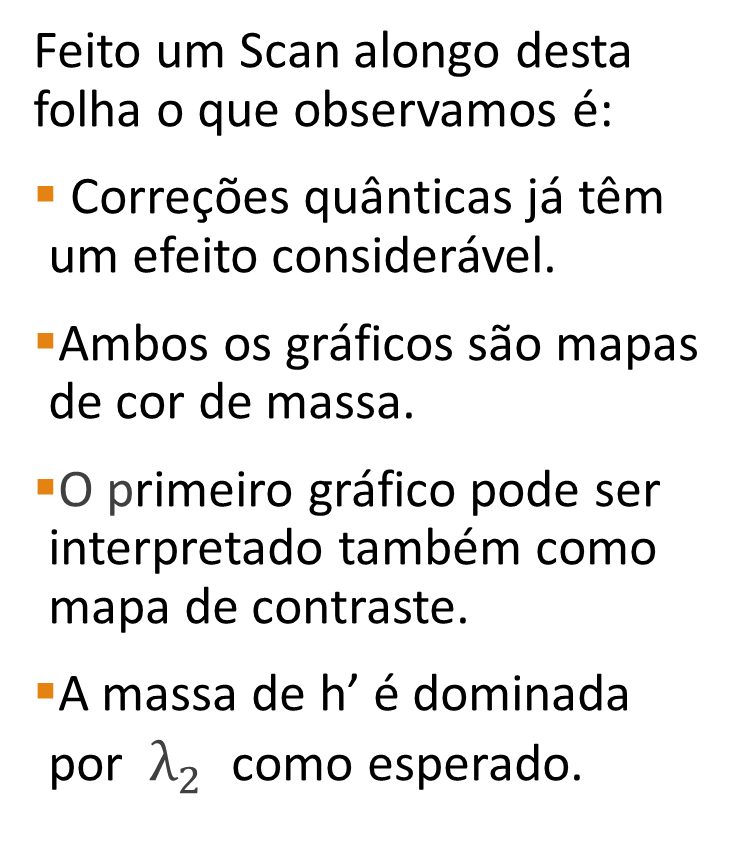 Feito um Scan alongo desta
folha o que observamos é:
▪ Correções quânticas já têm
um efeito considerável.
▪Ambos os gráficos são mapas
de cor de massa.
▪O primeiro gráfico pode ser
interpretado também como
mapa de contraste.
▪A massa de h’ é dominada
por λ₂ como esperado.